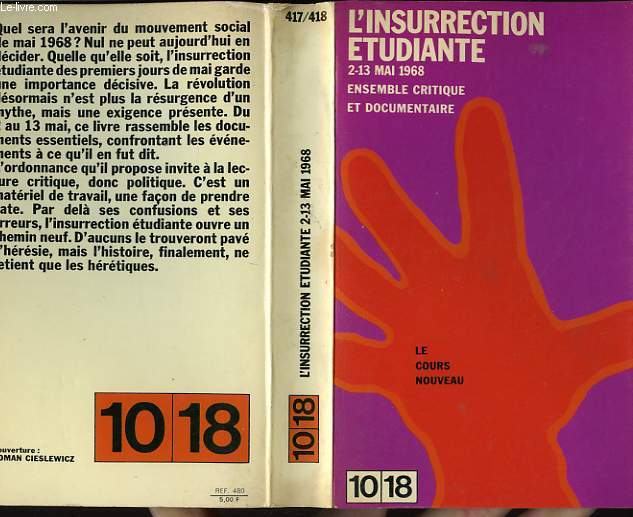 Quel sera l'avenir du mouvement social
de mai 1968 ? Nul ne peut aujourd'hui en
décider. Quelle qu'elle soit, l'insurrection
étudiante des premiers jours de mai garde
une importance décisive. La révolution
désormais n'est plus la résurgence d'un
mythe, mais une exigence présente. Du
2 au 13 mai, ce livre rassemble les docu-
ments essentiels, confrontant les événe-
ments à ce qu'il en fut dit.
L'ordonnance qu'il propose invite à la lec-
ture critique, donc politique. C'est un
matériel de travail, une façon de prendre
date. Par delà ses confusions et ses
erreurs, l'insurrection étudiante ouvre un
chemin neuf. D'aucuns le trouveront pavé
d'hérésie, mais l'histoire, finalement, ne
retient que les hérétiques.
10 18
couverture :
ROMAN CIESLEWICZ
REF. 480
5,00 F
417/418
L'INSURRECTION ETUDIANTE 2-13 MAI 1968
10 18
L'INSURRECTION
ETUDIANTE
2-13 MAI 1968
ENSEMBLE CRITIQUE
ET DOCUMENTAIRE
LE
COURS
NOUVEAU
10 18
Le-livre.com